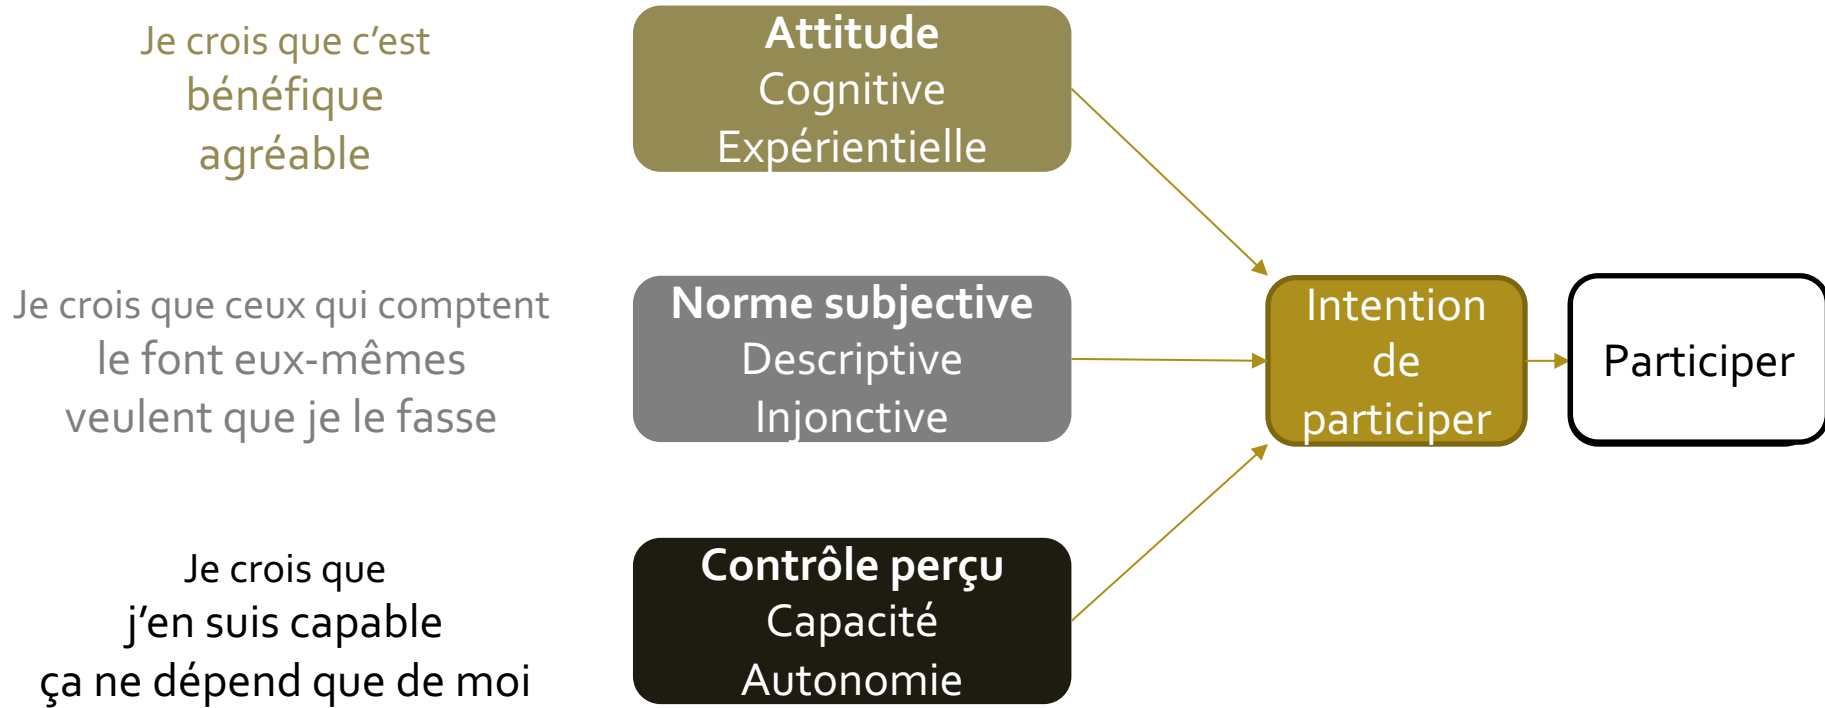 Je crois que c’est
bénéfique
agréable
Attitude
Cognitive
Expérientielle
Je crois que ceux qui comptent
le font eux-mêmes
veulent que je le fasse
Norme subjective
Descriptive
Injonctive
Je crois que
j’en suis capable
ça ne dépend que de moi
Contrôle perçu
Capacité
Autonomie
Intention
de
participer
Participer